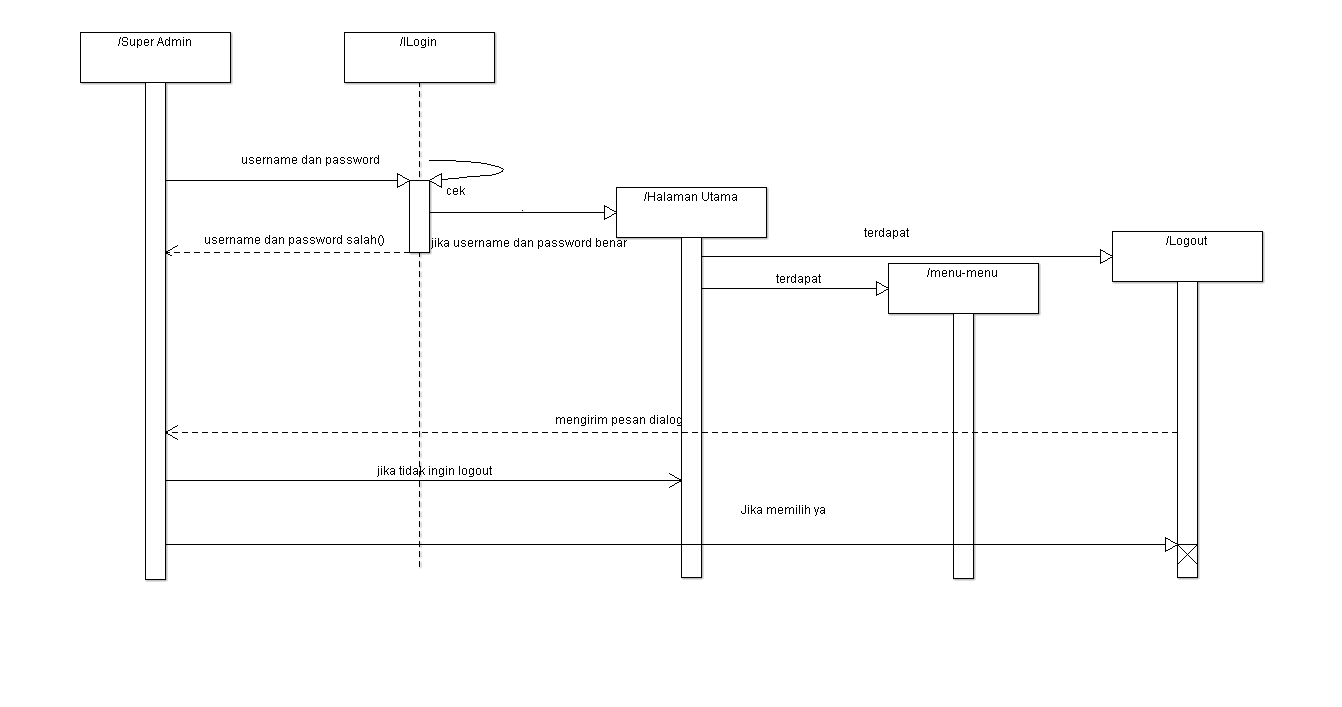 /Super Admin
/ILogin
username dan password
cek
/Halaman Utama
username dan password salah()
jika username dan password benar
terdapat
/Logout
terdapat
/menu-menu
mengirim pesan dialog
jika tidak ingin logout
Jika memilih ya